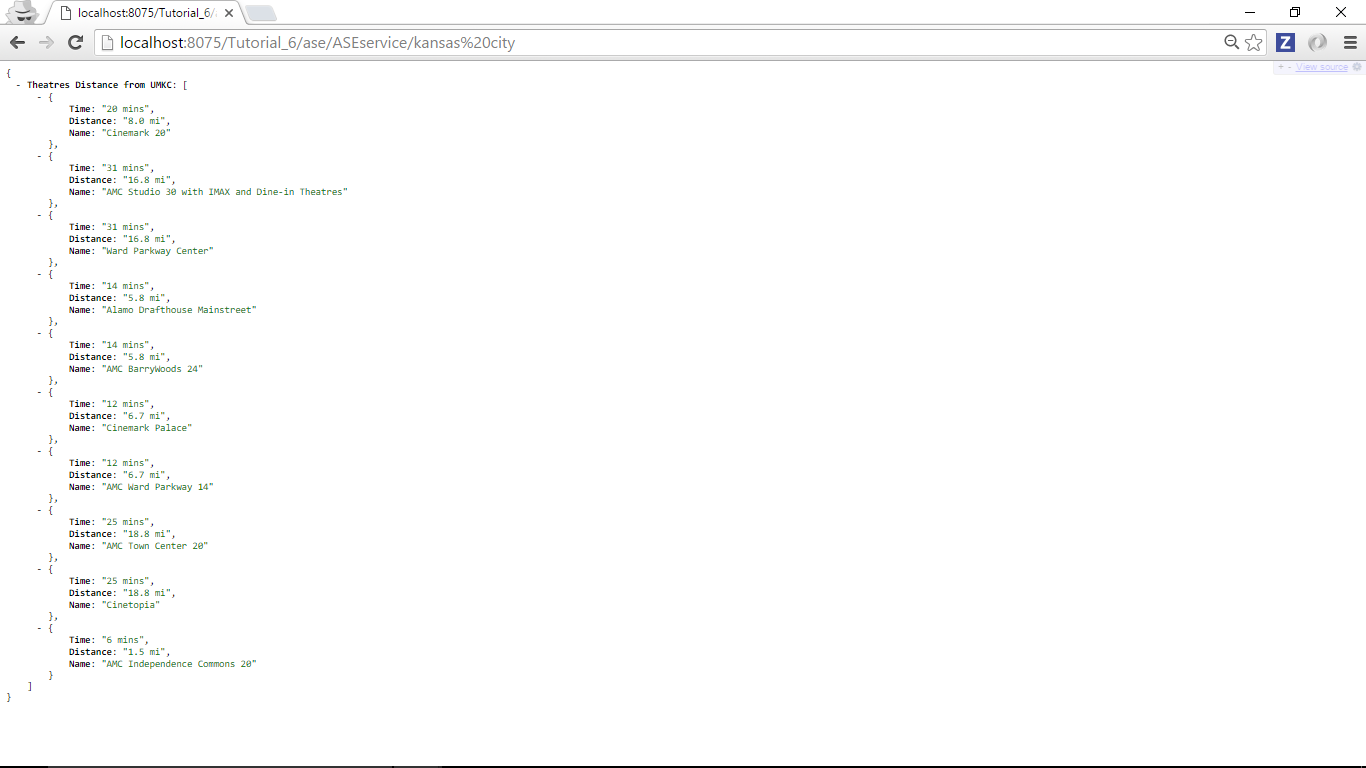 localhost:8075/Tutorial_6/
localhost:8075/Tutorial_6/ase/ASEservice/kansas%20city
Z
+ - View source
{
- Theatres Distance from UMKC: [
- {
Time: "20 mins",
Distance: "8.0 mi",
Name: "Cinemark 20"
},
- {
Time: "31 mins",
Distance: "16.8 mi",
Name: "AMC Studio 30 with IMAX and Dine-in Theatres"
},
- {
Time: "31 mins",
Distance: "16.8 mi",
Name: "Ward Parkway Center"
},
- {
Time: "14 mins",
Distance: "5.8 mi",
Name: "Alamo Drafthouse Mainstreet"
},
- {
Time: "14 mins",
Distance: "5.8 mi",
Name: "AMC BarryWoods 24"
},
- {
Time: "12 mins",
Distance: "6.7 mi",
Name: "Cinemark Palace"
},
- {
Time: "12 mins",
Distance: "6.7 mi",
Name: "AMC Ward Parkway 14"
},
- {
Time: "25 mins",
Distance: "18.8 mi",
Name: "AMC Town Center 20"
},
- {
Time: "25 mins",
Distance: "18.8 mi",
Name: "Cinetopia"
},
- {
Time: "6 mins",
Distance: "1.5 mi",
Name: "AMC Independence Commons 20"
}
]
}